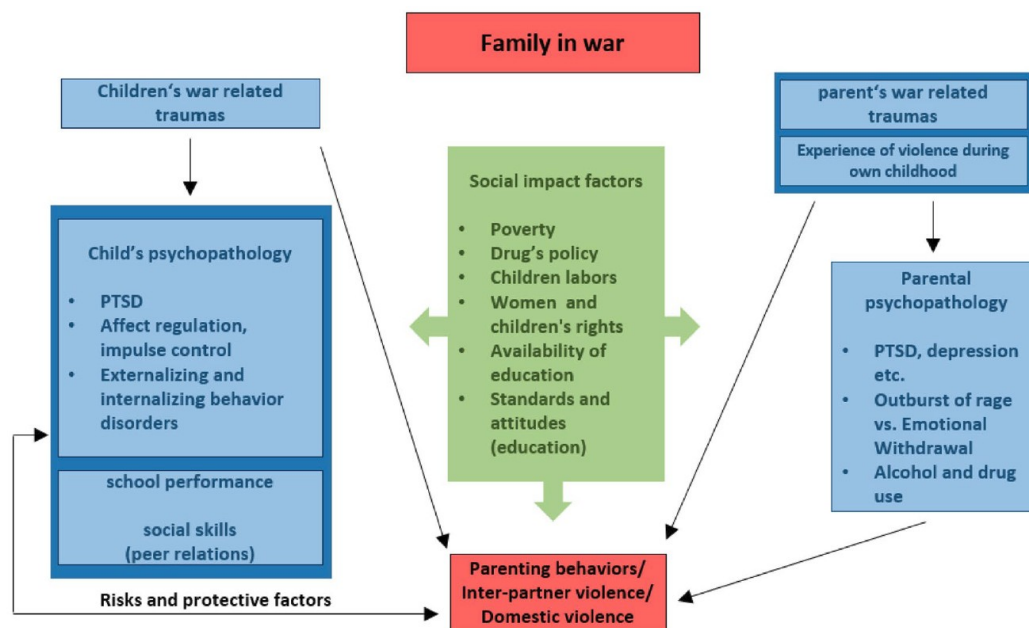 Family in war
Children‘s war related
traumas
Child’s psychopathology
• PTSD
• Affect regulation,
impulse control
• Externalizing and
internalizing behavior
disorders
school performance
social skills
(peer relations)
Risks and protective factors
Social impact factors
• Poverty
• Drug’s policy
• Children labors
• Women and
children's rights
• Availability of
education
• Standards and
attitudes
(education)
parent‘s war related
traumas
Experience of violence during
own childhood
Parental
psychopathology
• PTSD, depression
etc.
• Outburst of rage
vs. Emotional
Withdrawal
• Alcohol and drug
use
Parenting behaviors/
Inter-partner violence/
Domestic violence